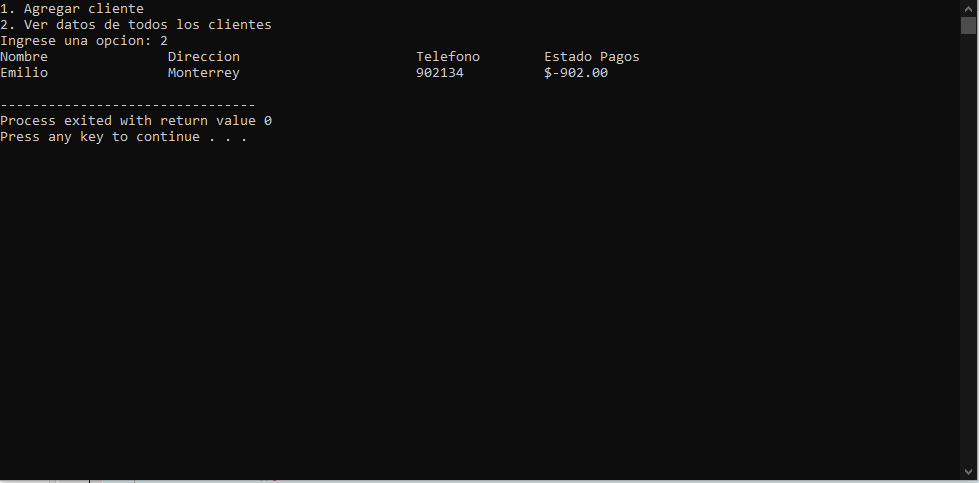 1. Agregar cliente
2. Ver datos de todos los clientes
Ingrese una opcion: 2
Nombre               Direccion                      Telefono        Estado Pagos
Emilio               Monterrey                      902134          $-902.00
--------------------------------
Process exited with return value 0
Press any key to continue . . .